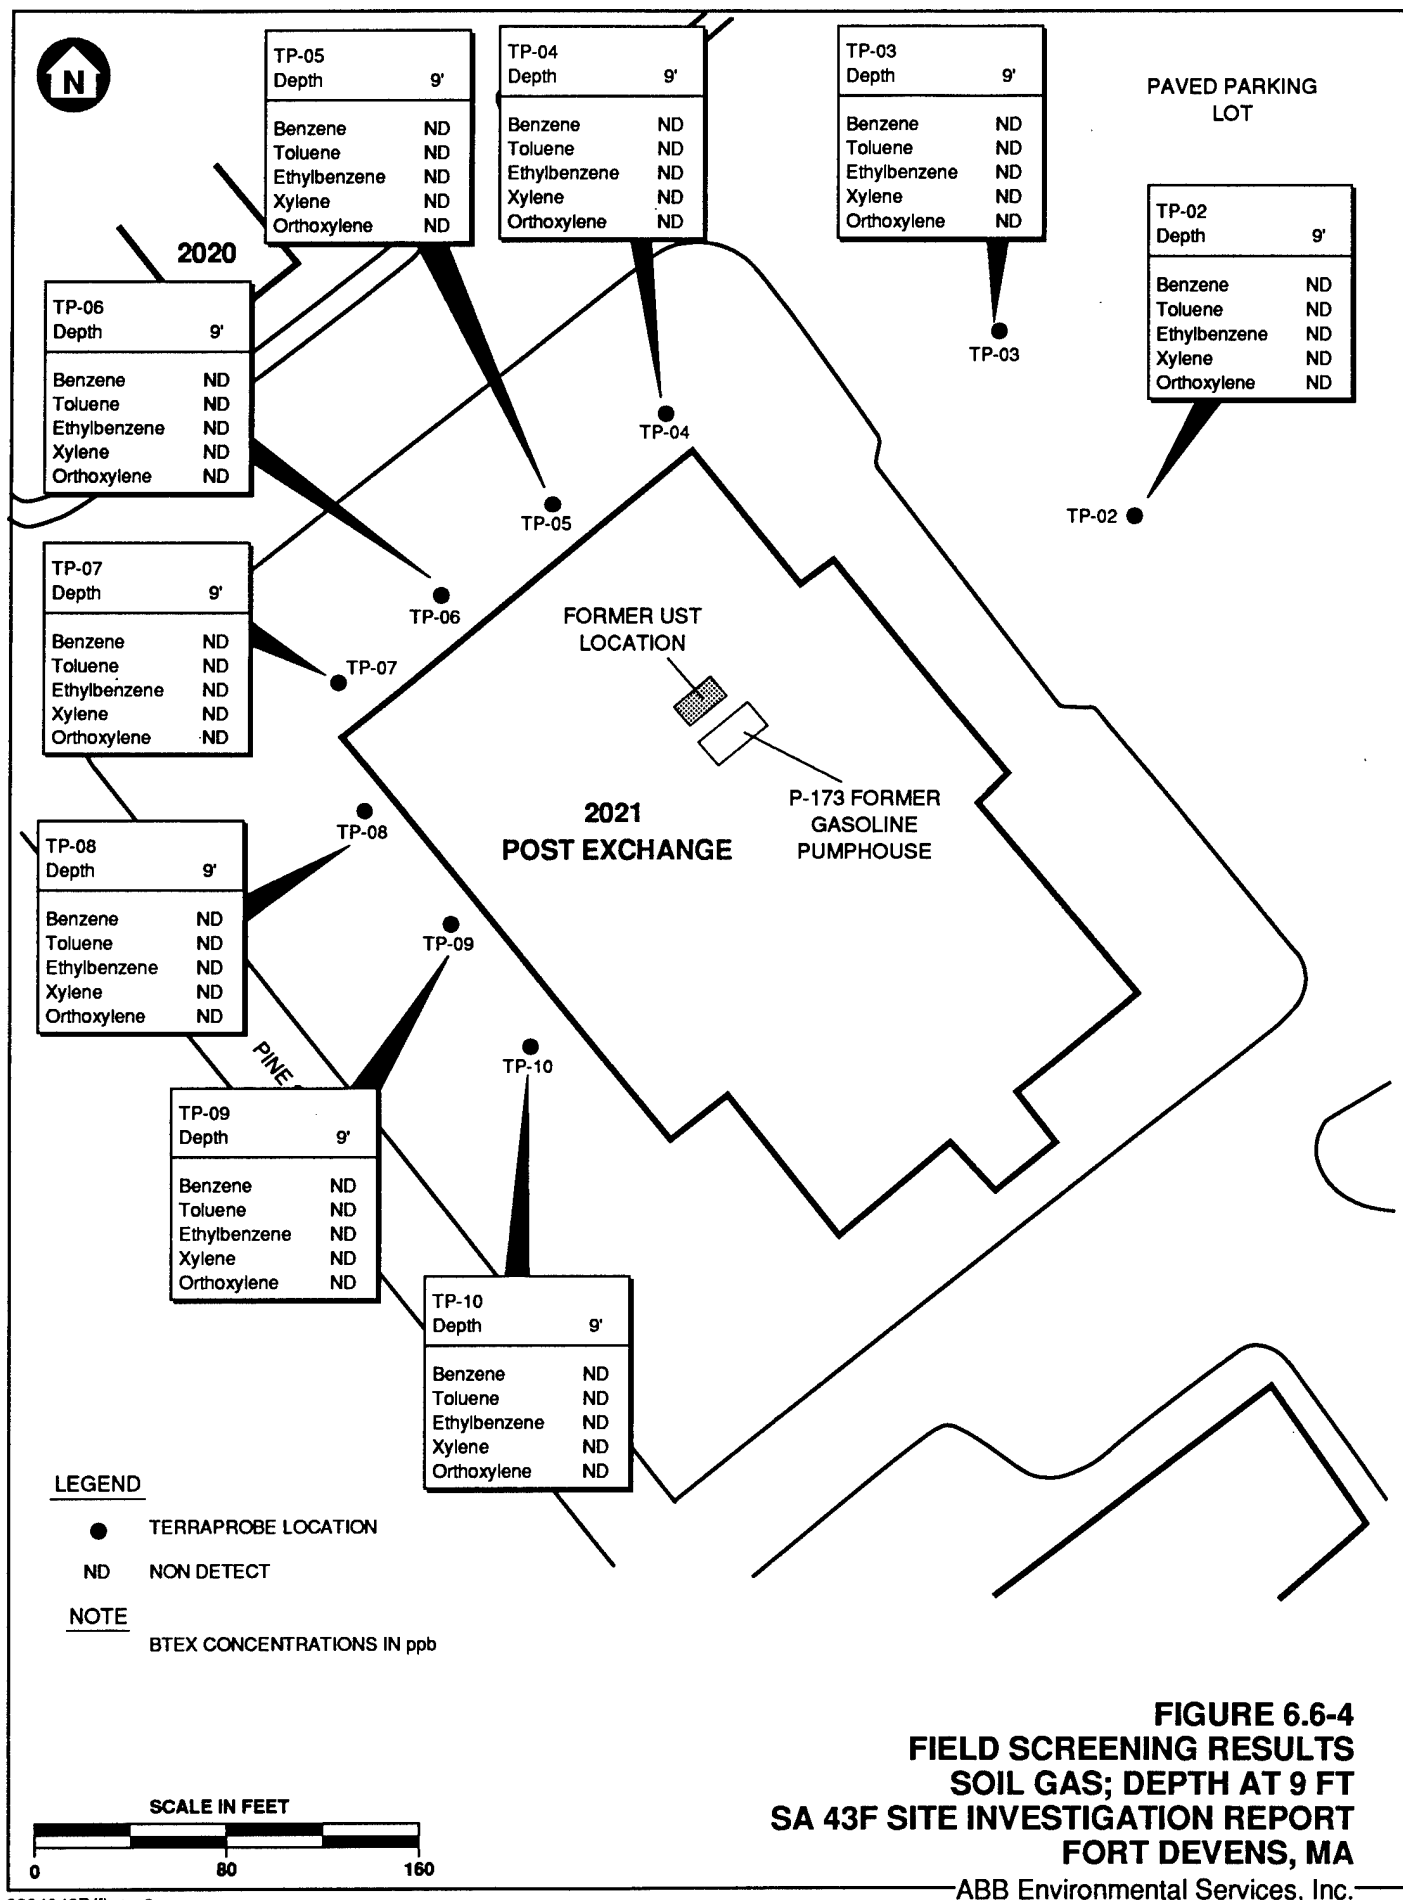 N
TP-05
Depth 9'
Benzene ND
Toluene ND
Ethylbenzene ND
Xylene ND
Orthoxylene ND
TP-04
Depth 9'
Benzene ND
Toluene ND
Ethylbenzene ND
Xylene ND
Orthoxylene ND
TP-03
Depth 9'
Benzene ND
Toluene ND
Ethylbenzene ND
Xylene ND
Orthoxylene ND
PAVED PARKING
LOT
TP-02
Depth 9'
Benzene ND
Toluene ND
Ethylbenzene ND
Xylene ND
Orthoxylene ND
2020
TP-06
Depth 9'
Benzene ND
Toluene ND
Ethylbenzene ND
Xylene ND
Orthoxylene ND
TP-03
TP-04
TP-02
TP-05
TP-07
Depth 9'
Benzene ND
Toluene ND
Ethylbenzene ND
Xylene ND
Orthoxylene ND
TP-06
TP-07
FORMER UST
LOCATION
P-173 FORMER
GASOLINE
PUMPHOUSE
2021
POST EXCHANGE
TP-08
TP-08
Depth 9'
Benzene ND
Toluene ND
Ethylbenzene ND
Xylene ND
Orthoxylene ND
TP-09
PINE
TP-10
TP-09
Depth 9'
Benzene ND
Toluene ND
Ethylbenzene ND
Xylene ND
Orthoxylene ND
TP-10
Depth 9'
Benzene ND
Toluene ND
Ethylbenzene ND
Xylene ND
Orthoxylene ND
LEGEND
TERRAPROBE LOCATION
ND NON DETECT
NOTE
BTEX CONCENTRATIONS IN ppb
FIGURE 6.6-4
FIELD SCREENING RESULTS
SOIL GAS; DEPTH AT 9 FT
SA 43F SITE INVESTIGATION REPORT
FORT DEVENS, MA
SCALE IN FEET
0 80 160
ABB Environmental Services, Inc.